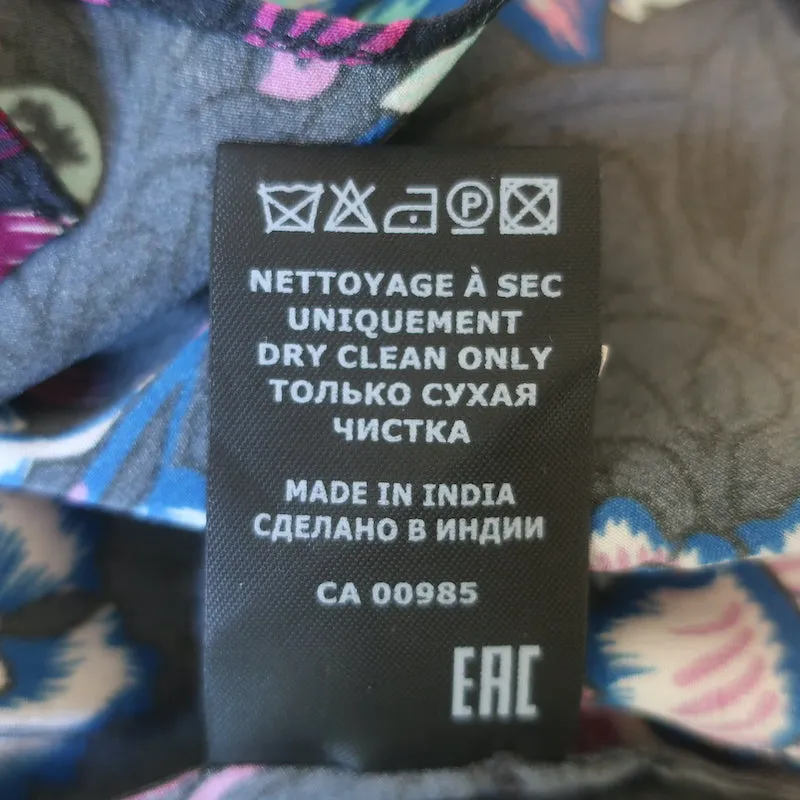 P
NETTOYAGE À SEC
UNIQUEMENT
DRY CLEAN ONLY
ТОЛЬКО СУХАЯ
ЧИСТКА
MADE IN INDIA
СДЕЛАНО В ИНДИИ
CA 00985
EAC